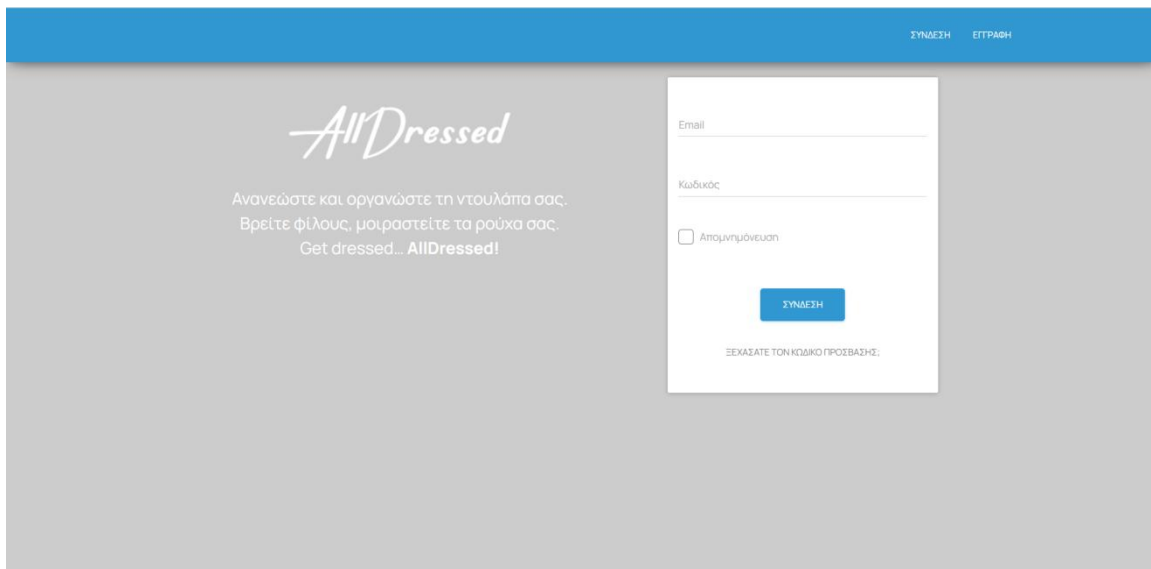 ΣΥΝΔΕΣΗ ΕΓΓΡΑΦΗ
AllDressed
Ανανεώστε και οργανώστε τη ντουλάπα σας.
Βρείτε φίλους, μοιραστείτε τα ρούχα σας.
Get dressed... AllDressed!
Email
Κωδικός
Απομνημόνευση
ΣΥΝΔΕΣΗ
ΞΕΧΑΣΑΤΕ ΤΟΝ ΚΩΔΙΚΟ ΠΡΟΣΒΑΣΗΣ;